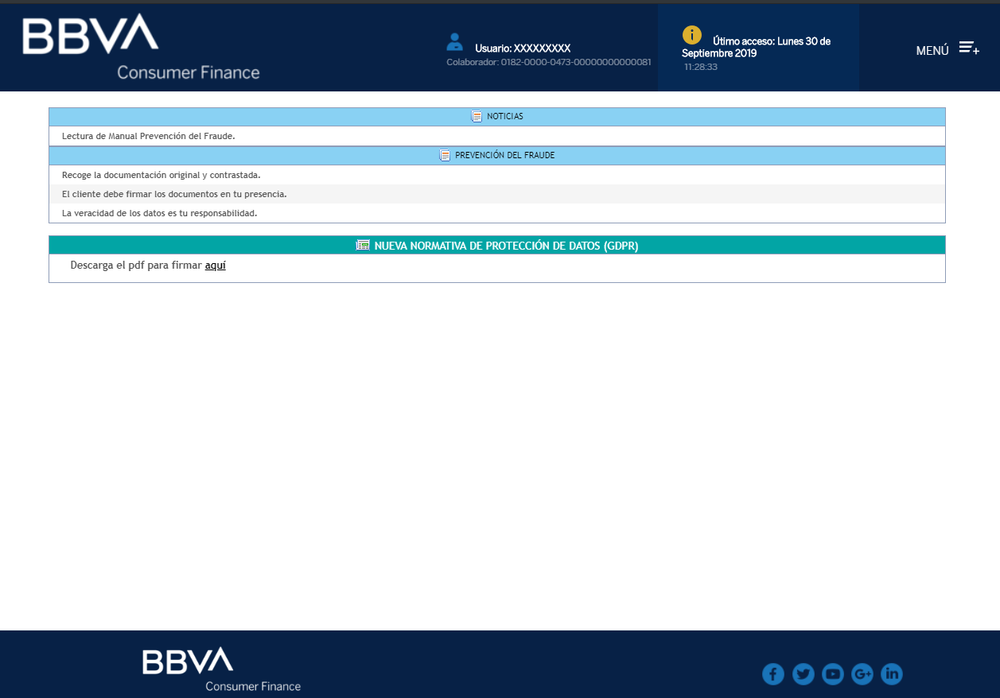 BBVA
Consumer Finance
Usuario: XXXXXXXXX
Colaborador: 0182-0000-0473-00000000000081
Útimo acceso: Lunes 30 de
Septiembre 2019
11:28:33
MENÚ
NOTICIAS
Lectura de Manual Prevención del Fraude.
PREVENCIÓN DEL FRAUDE
Recoge la documentación original y contrastada.
El cliente debe firmar los documentos en tu presencia.
La veracidad de los datos es tu responsabilidad.
NUEVA NORMATIVA DE PROTECCIÓN DE DATOS (GDPR)
Descarga el pdf para firmar aquí
BBVA
Consumer Finance